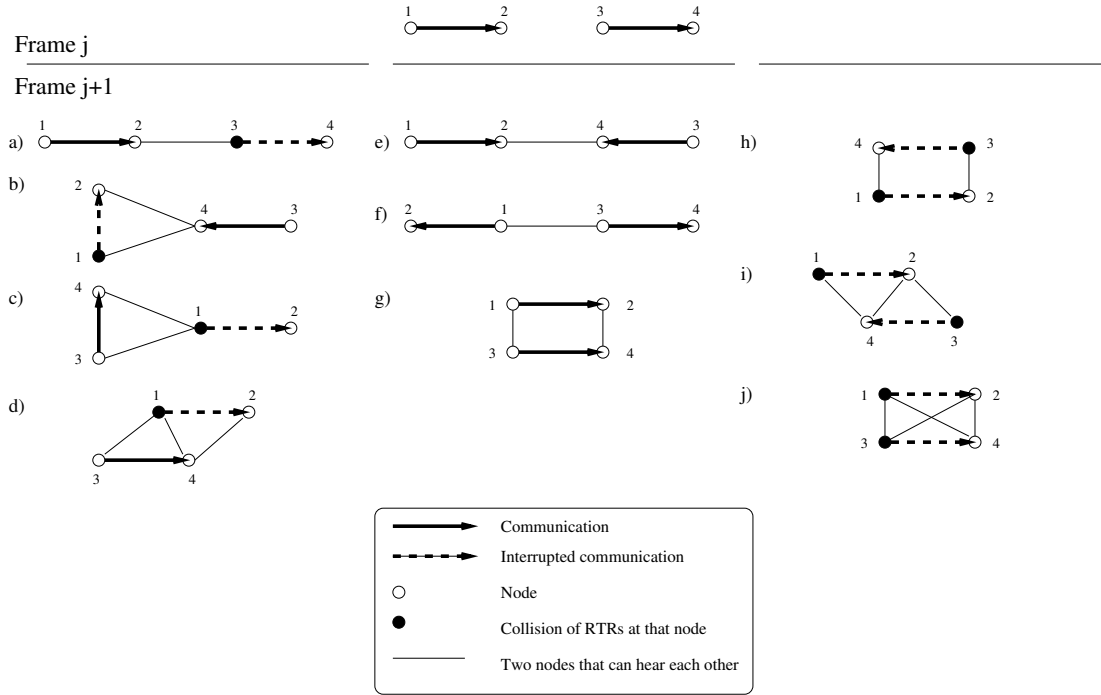 1 2 3 4
Frame j
Frame j+1
a) 1 2 3 4
b) 2 4 3 1
c) 4 1 2 3
d) 1 2 3 4
e) 1 2 4 3
f) 2 1 3 4
g) 1 2 3 4
h) 4 3 1 2
i) 1 2 4 3
j) 1 2 3 4
Communication
Interrupted communication
Node
Collision of RTRs at that node
Two nodes that can hear each other